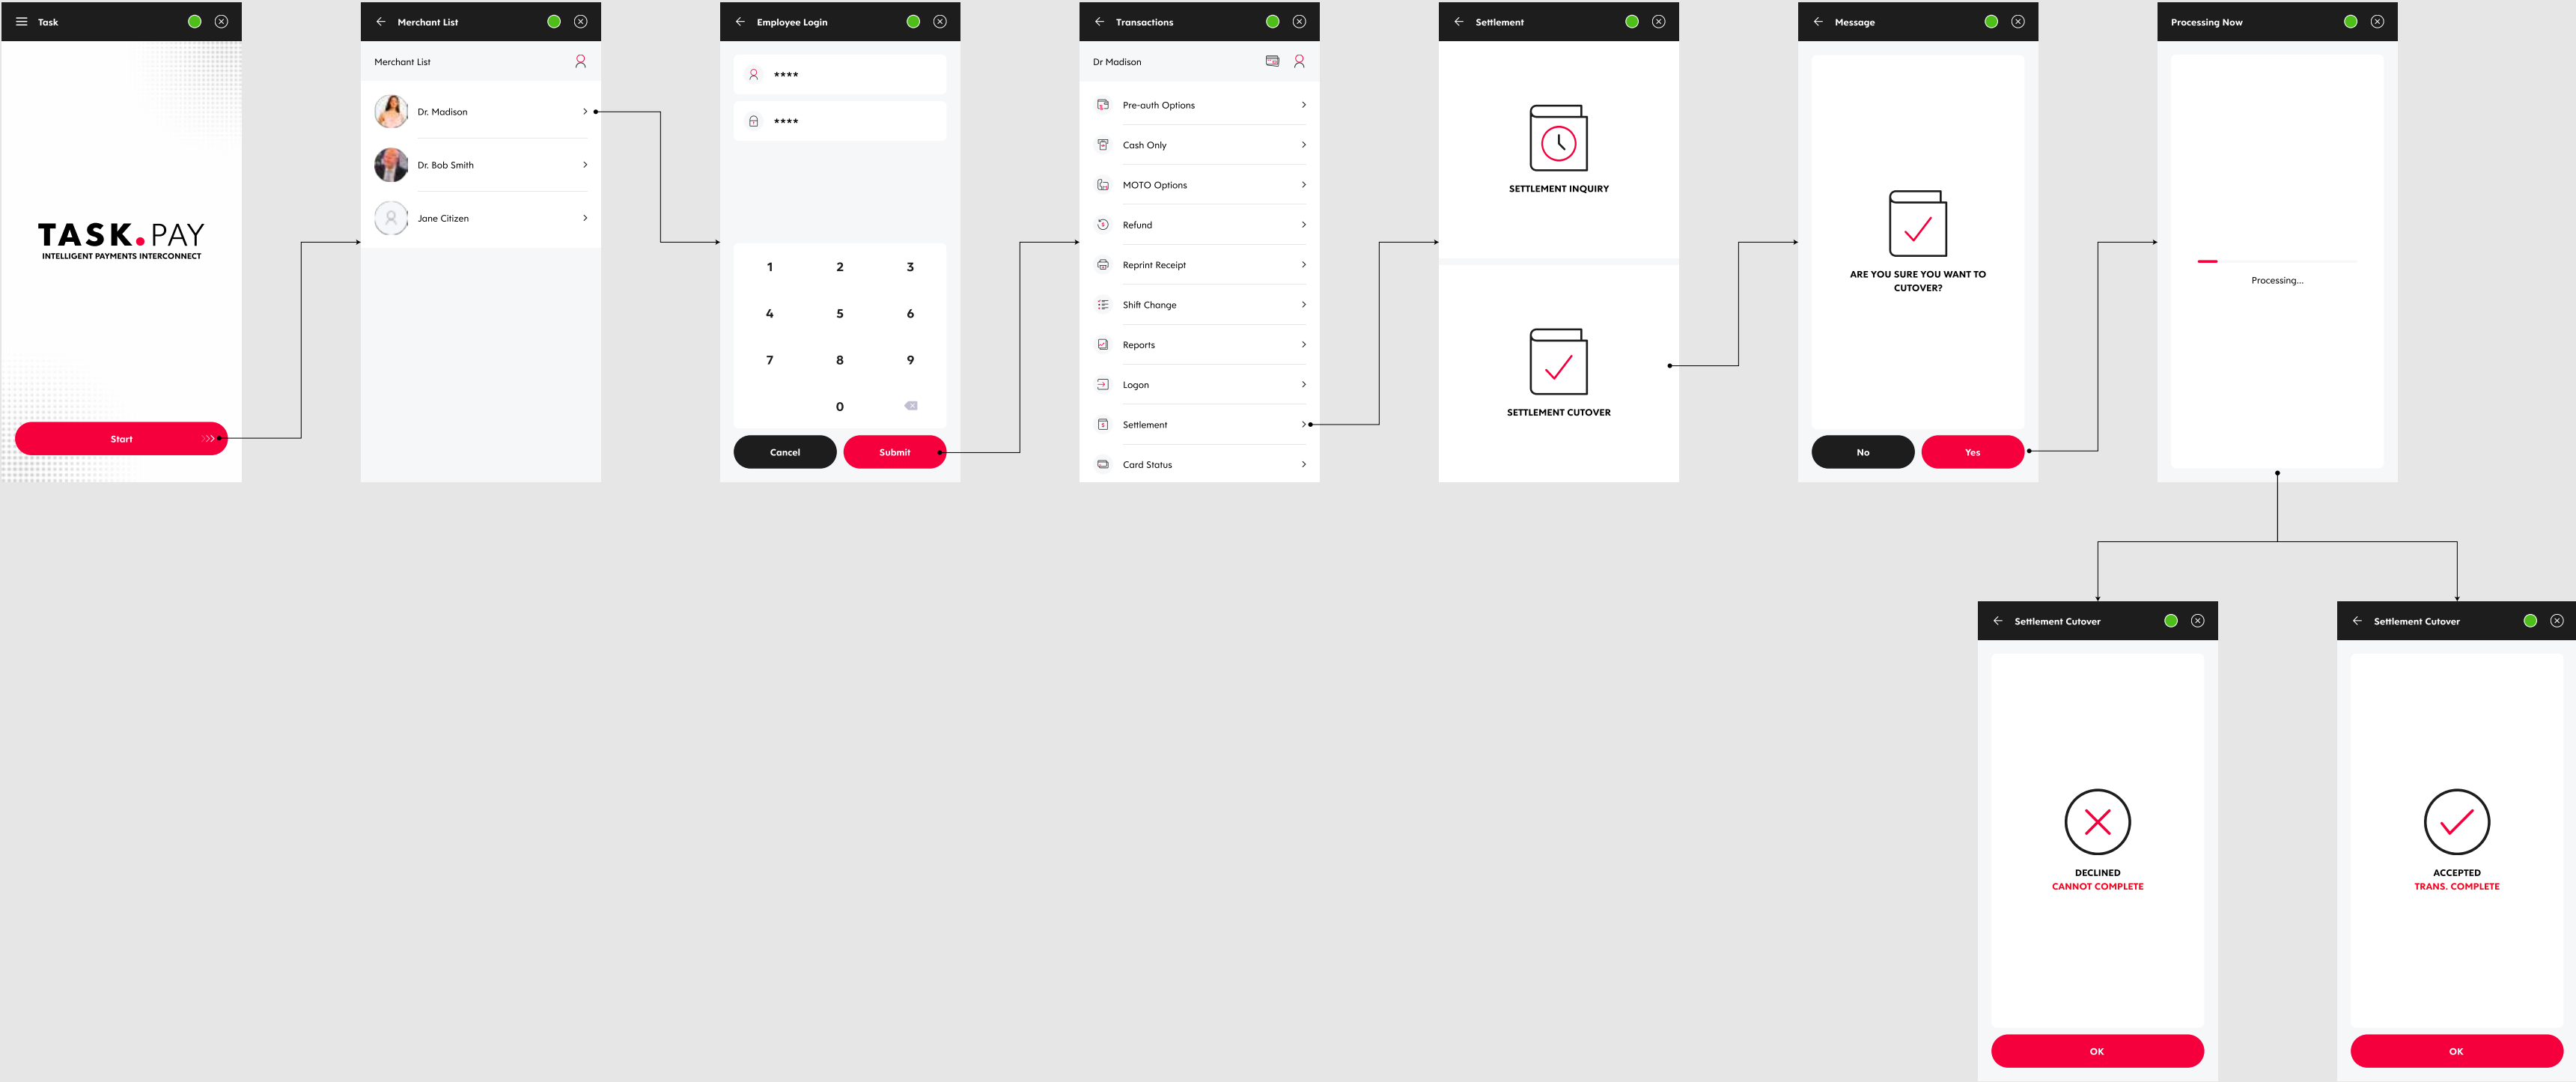 Task
TASK.PAY
INTELLIGENT PAYMENTS INTERCONNECT
Start
Merchant List
Merchant List
Dr. Madison
Dr. Bob Smith
Jane Citizen
Employee Login
****
****
1 2 3
4 5 6
7 8 9
0
Cancel Submit
Transactions
Dr Madison
Pre-auth Options
Cash Only
MOTO Options
Refund
Reprint Receipt
Shift Change
Reports
Logon
Settlement
Card Status
Settlement
SETTLEMENT INQUIRY
SETTLEMENT CUTOVER
Message
ARE YOU SURE YOU WANT TO
CUTOVER?
No Yes
Processing Now
Processing...
Settlement Cutover
DECLINED
CANNOT COMPLETE
OK
Settlement Cutover
ACCEPTED
TRANS. COMPLETE
OK